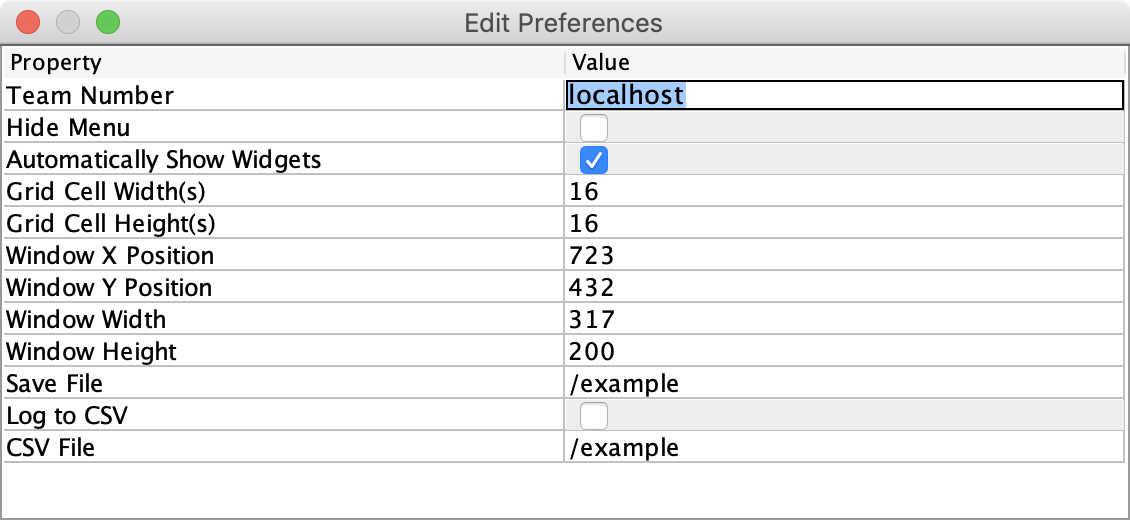 Edit Preferences
Property Value
Team Number localhost
Hide Menu
Automatically Show Widgets
Grid Cell Width(s) 16
Grid Cell Height(s) 16
Window X Position 723
Window Y Position 432
Window Width 317
Window Height 200
Save File /example
Log to CSV
CSV File /example